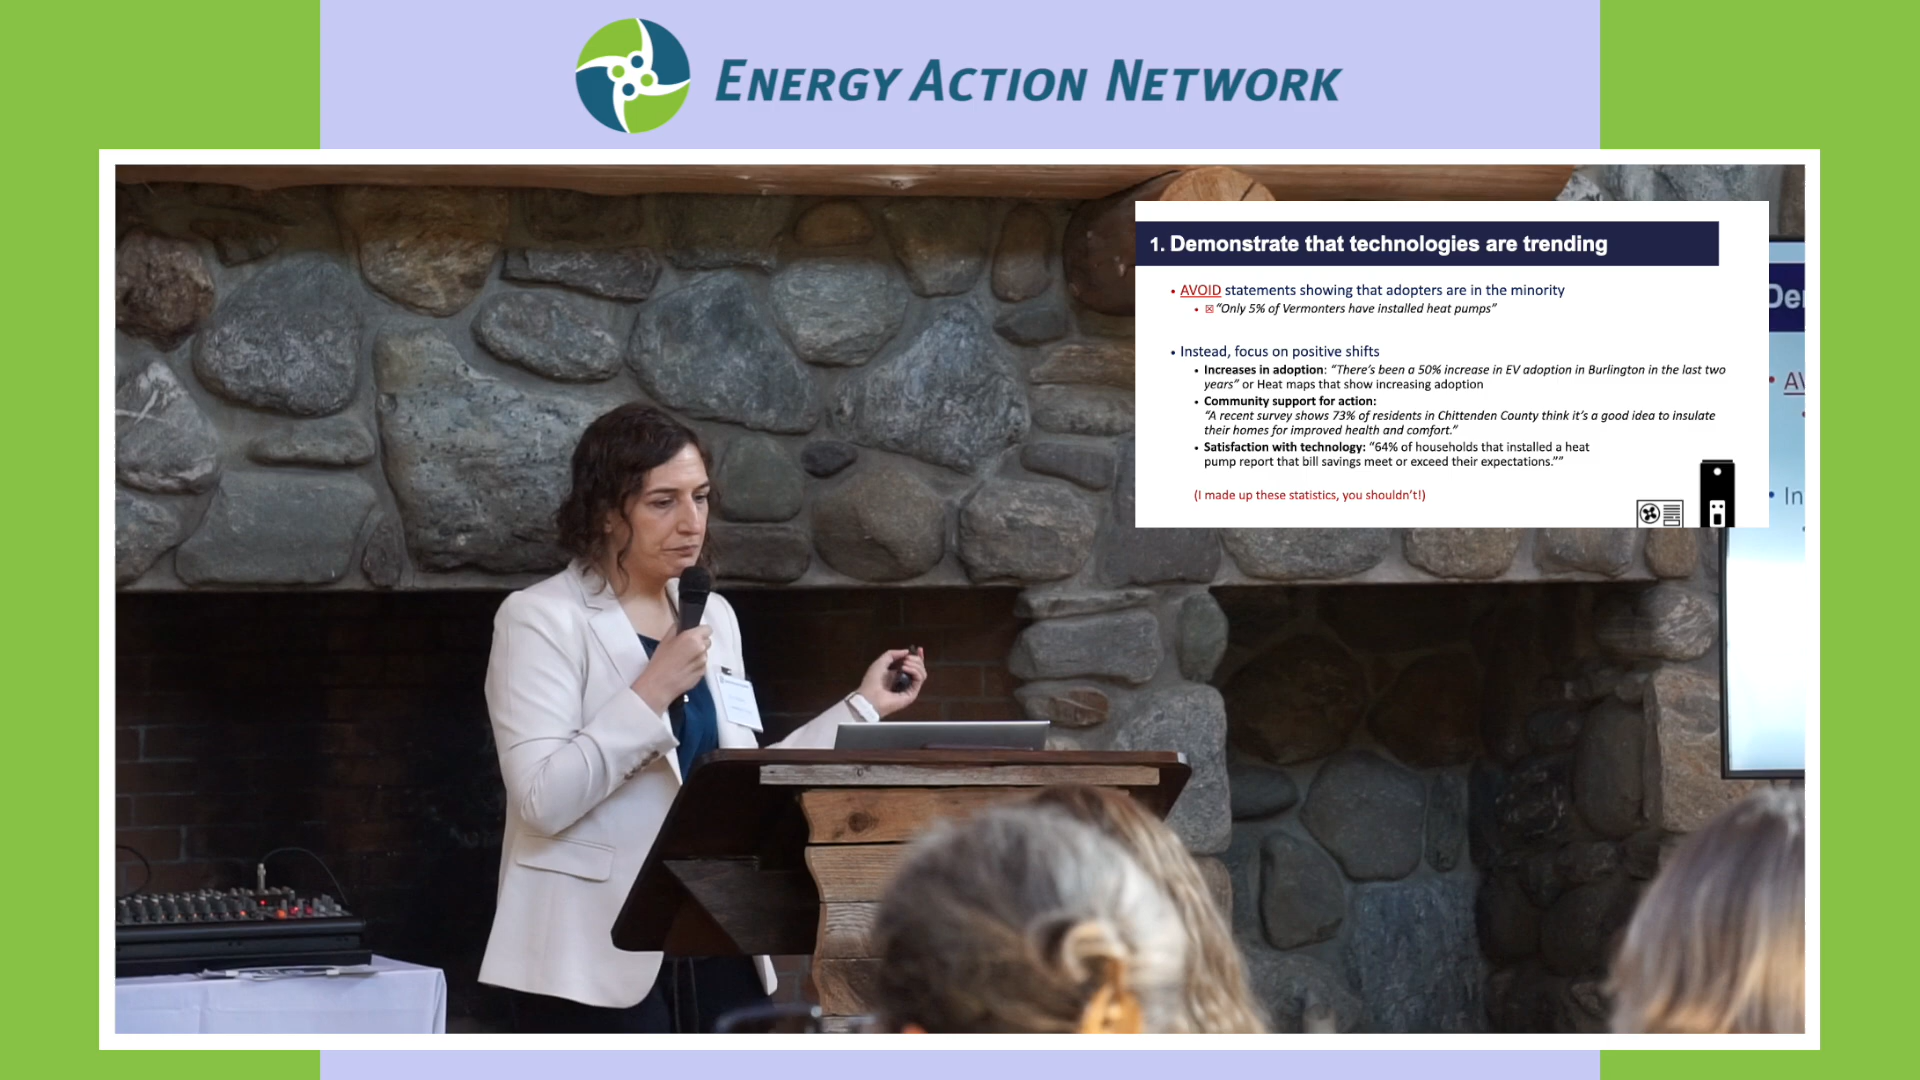 ENERGY ACTION NETWORK
1. Demonstrate that technologies are trending
• AVOID statements showing that adopters are in the minority
• ☒ “Only 5% of Vermonters have installed heat pumps”
• Instead, focus on positive shifts
• Increases in adoption: “There’s been a 50% increase in EV adoption in Burlington in the last two
years” or Heat maps that show increasing adoption
• Community support for action:
“A recent survey shows 73% of residents in Chittenden County think it’s a good idea to insulate
their homes for improved health and comfort.”
• Satisfaction with technology: “64% of households that installed a heat
pump report that bill savings meet or exceed their expectations.””
(I made up these statistics, you shouldn’t!)
De
• AV
• In